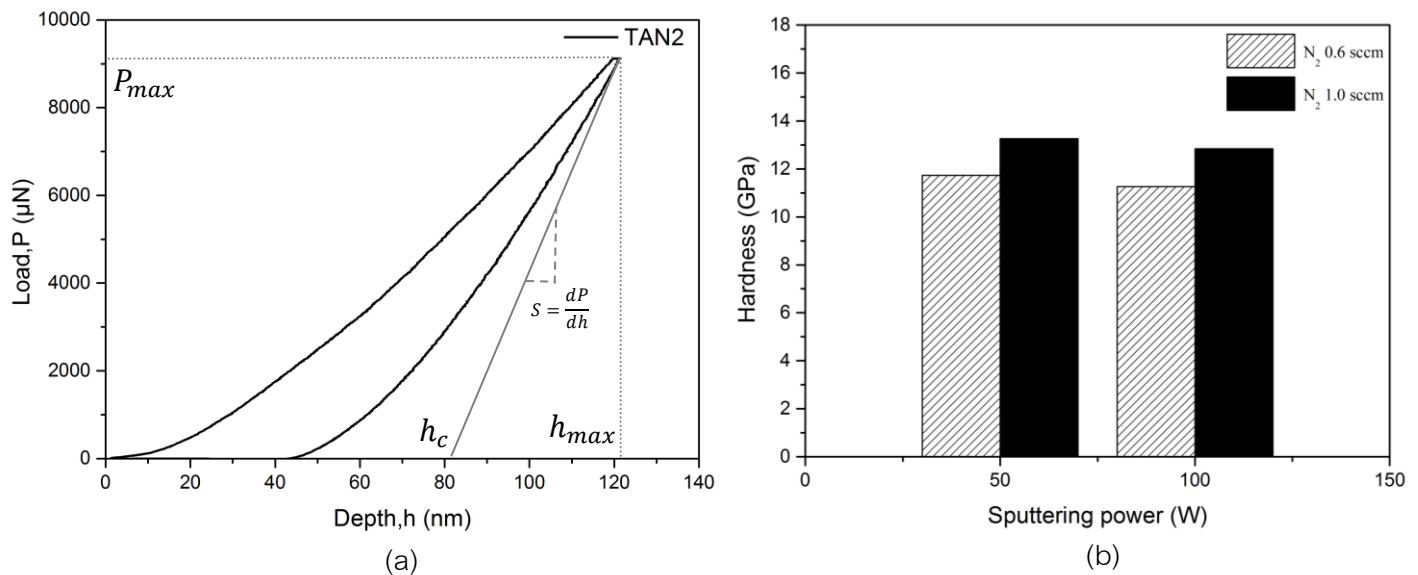 10000
8000
6000
4000
2000
0
Load,P (µN)
TAN2
P_max
S = dP/dh
h_c
h_max
0 20 40 60 80 100 120 140
Depth,h (nm)
(a)
18
16
14
12
10
8
6
4
2
0
Hardness (GPa)
N₂ 0.6 sccm
N₂ 1.0 sccm
0 50 100 150
Sputtering power (W)
(b)